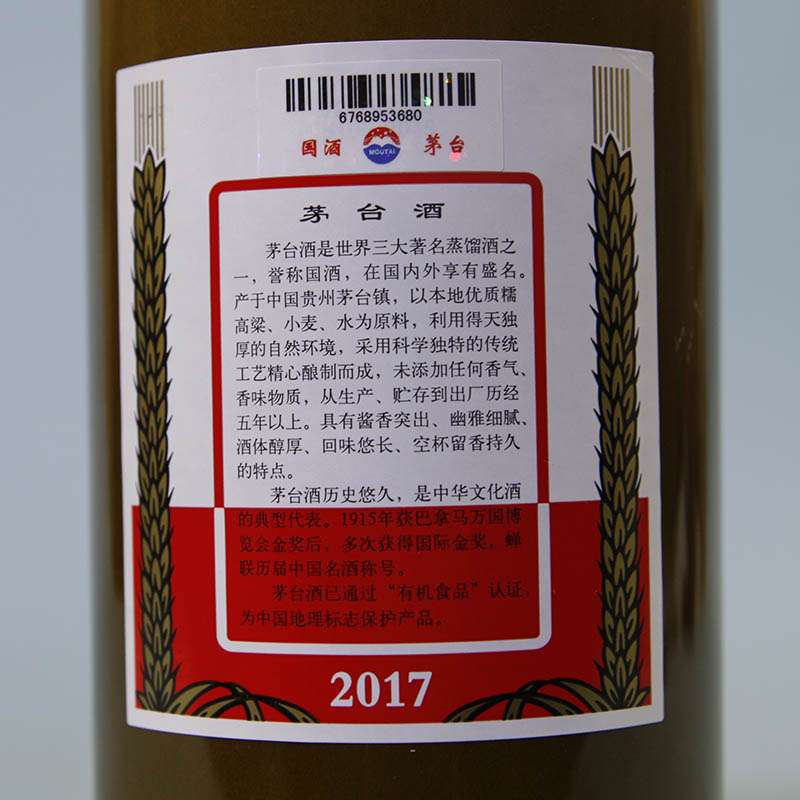 6768953680
国酒 MOUTAI 茅台
茅台酒
茅台酒是世界三大著名蒸馏酒之
一，誉称国酒，在国内外享有盛名。
产于中国贵州茅台镇，以本地优质糯
高粱、小麦、水为原料，利用得天独
厚的自然环境，采用科学独特的传统
工艺精心酿制而成，未添加任何香气、
香味物质，从生产、贮存到出厂历经
五年以上。具有酱香突出、幽雅细腻、
酒体醇厚、回味悠长、空杯留香持久
的特点。
茅台酒历史悠久，是中华文化酒
的典型代表。1915年获巴拿马万国博
览会金奖后，多次获得国际金奖，蝉
联历届中国名酒称号。
茅台酒已通过“有机食品”认证，
为中国地理标志保护产品。
2017